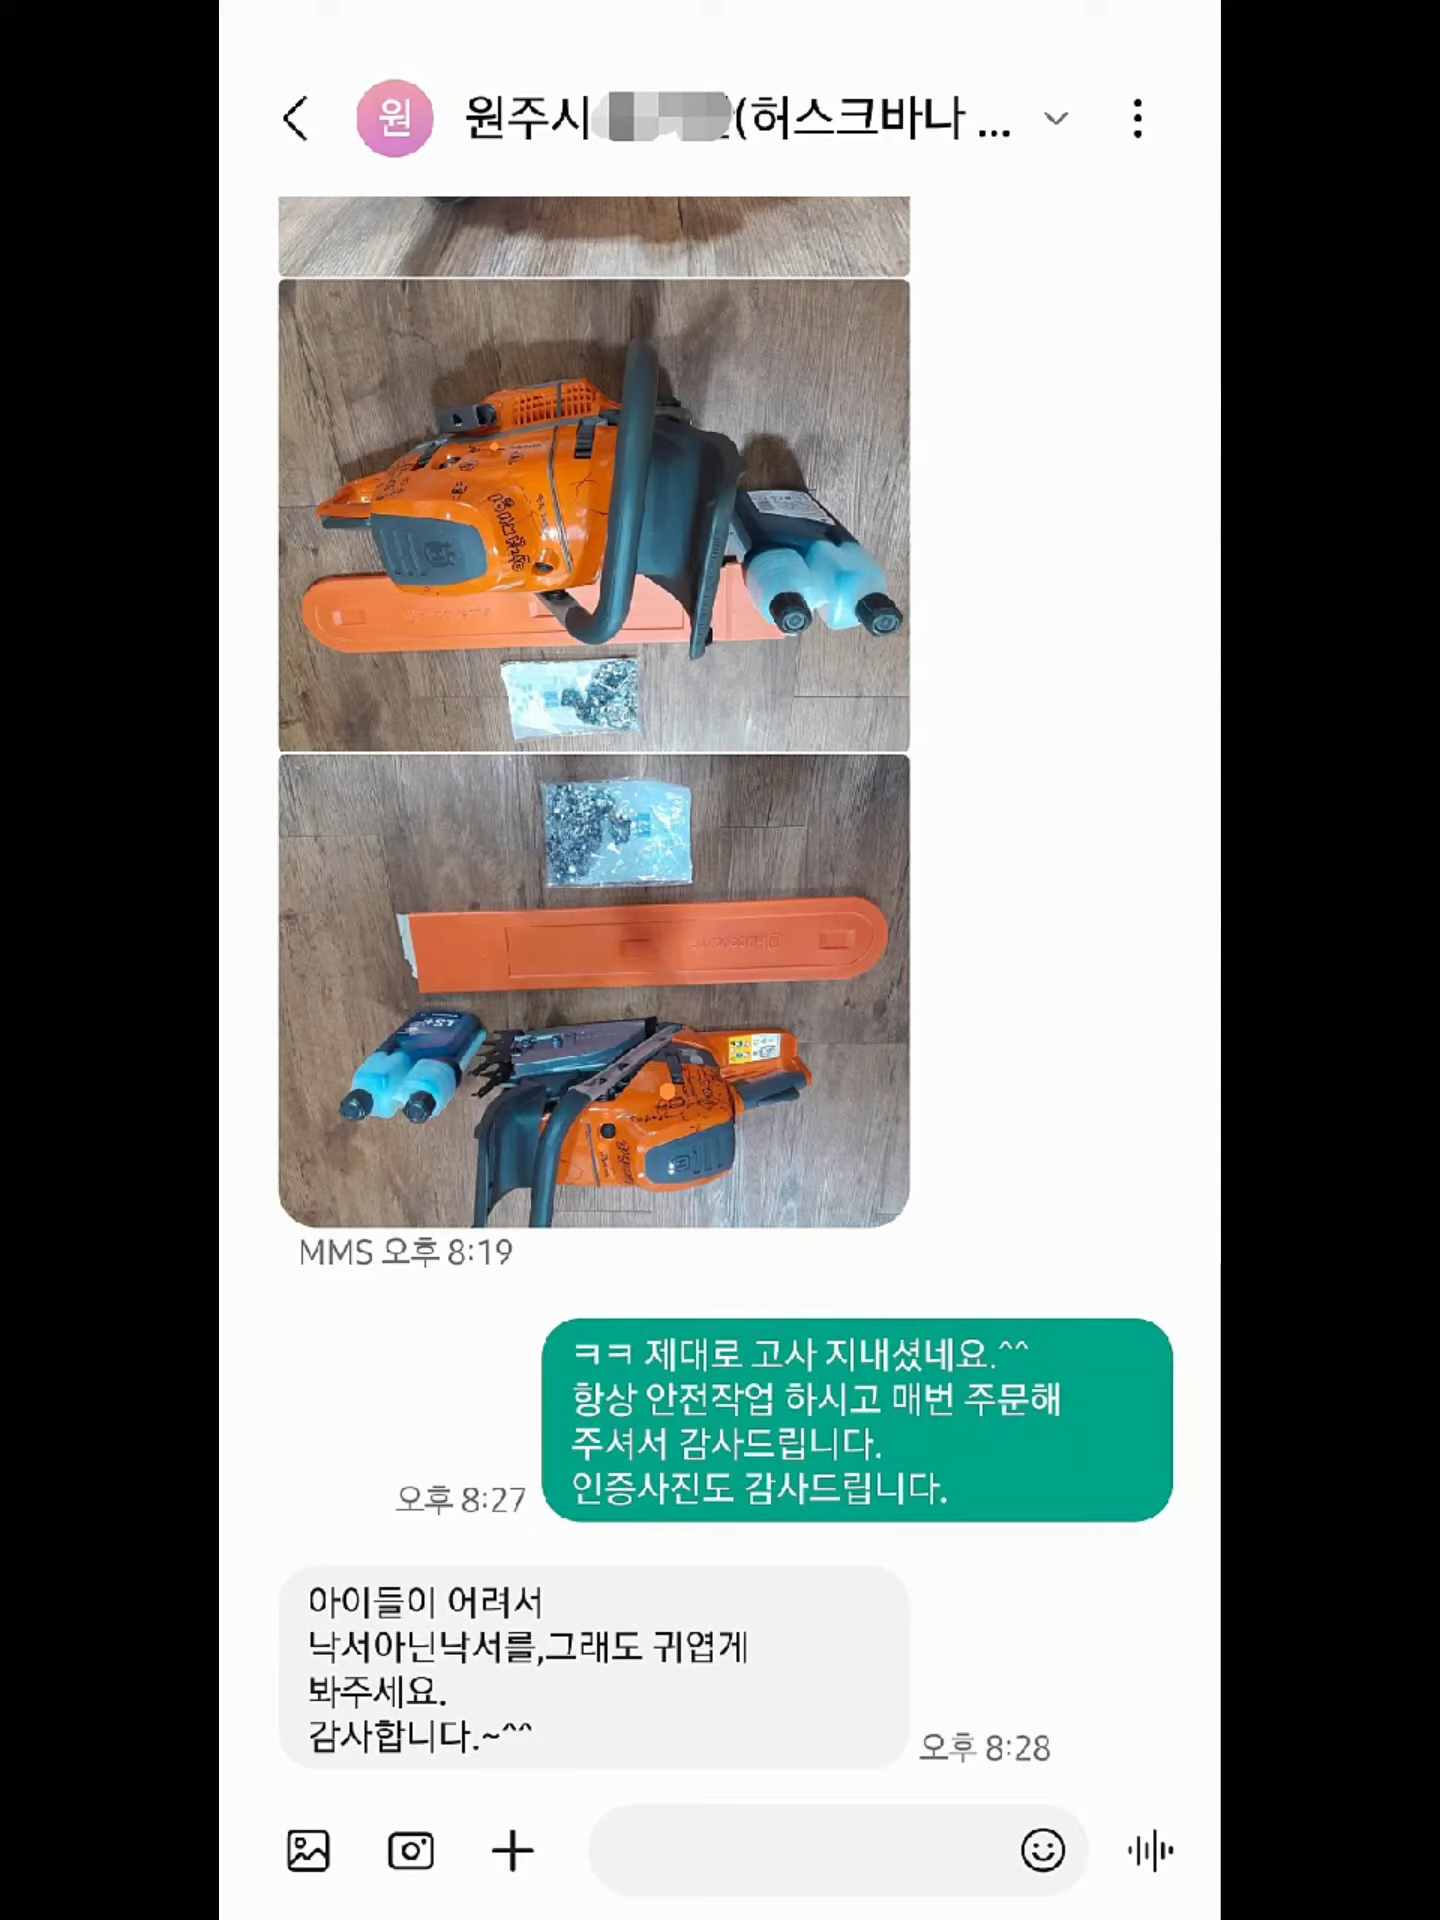 원
원주시
(허스크바나 ...
MMS 오후 8:19
ㅋㅋ 제대로 고사 지내셨네요.^^
항상 안전작업 하시고 매번 주문해
주셔서 감사드립니다.
인증사진도 감사드립니다.
오후 8:27
아이들이 어려서
낙서아닌낙서를,그래도 귀엽게
봐주세요.
감사합니다.~^^
오후 8:28